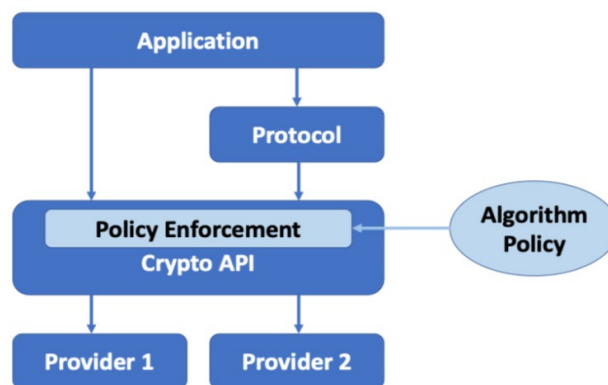 Application
Protocol
Policy Enforcement
Crypto API
Algorithm
Policy
Provider 1
Provider 2